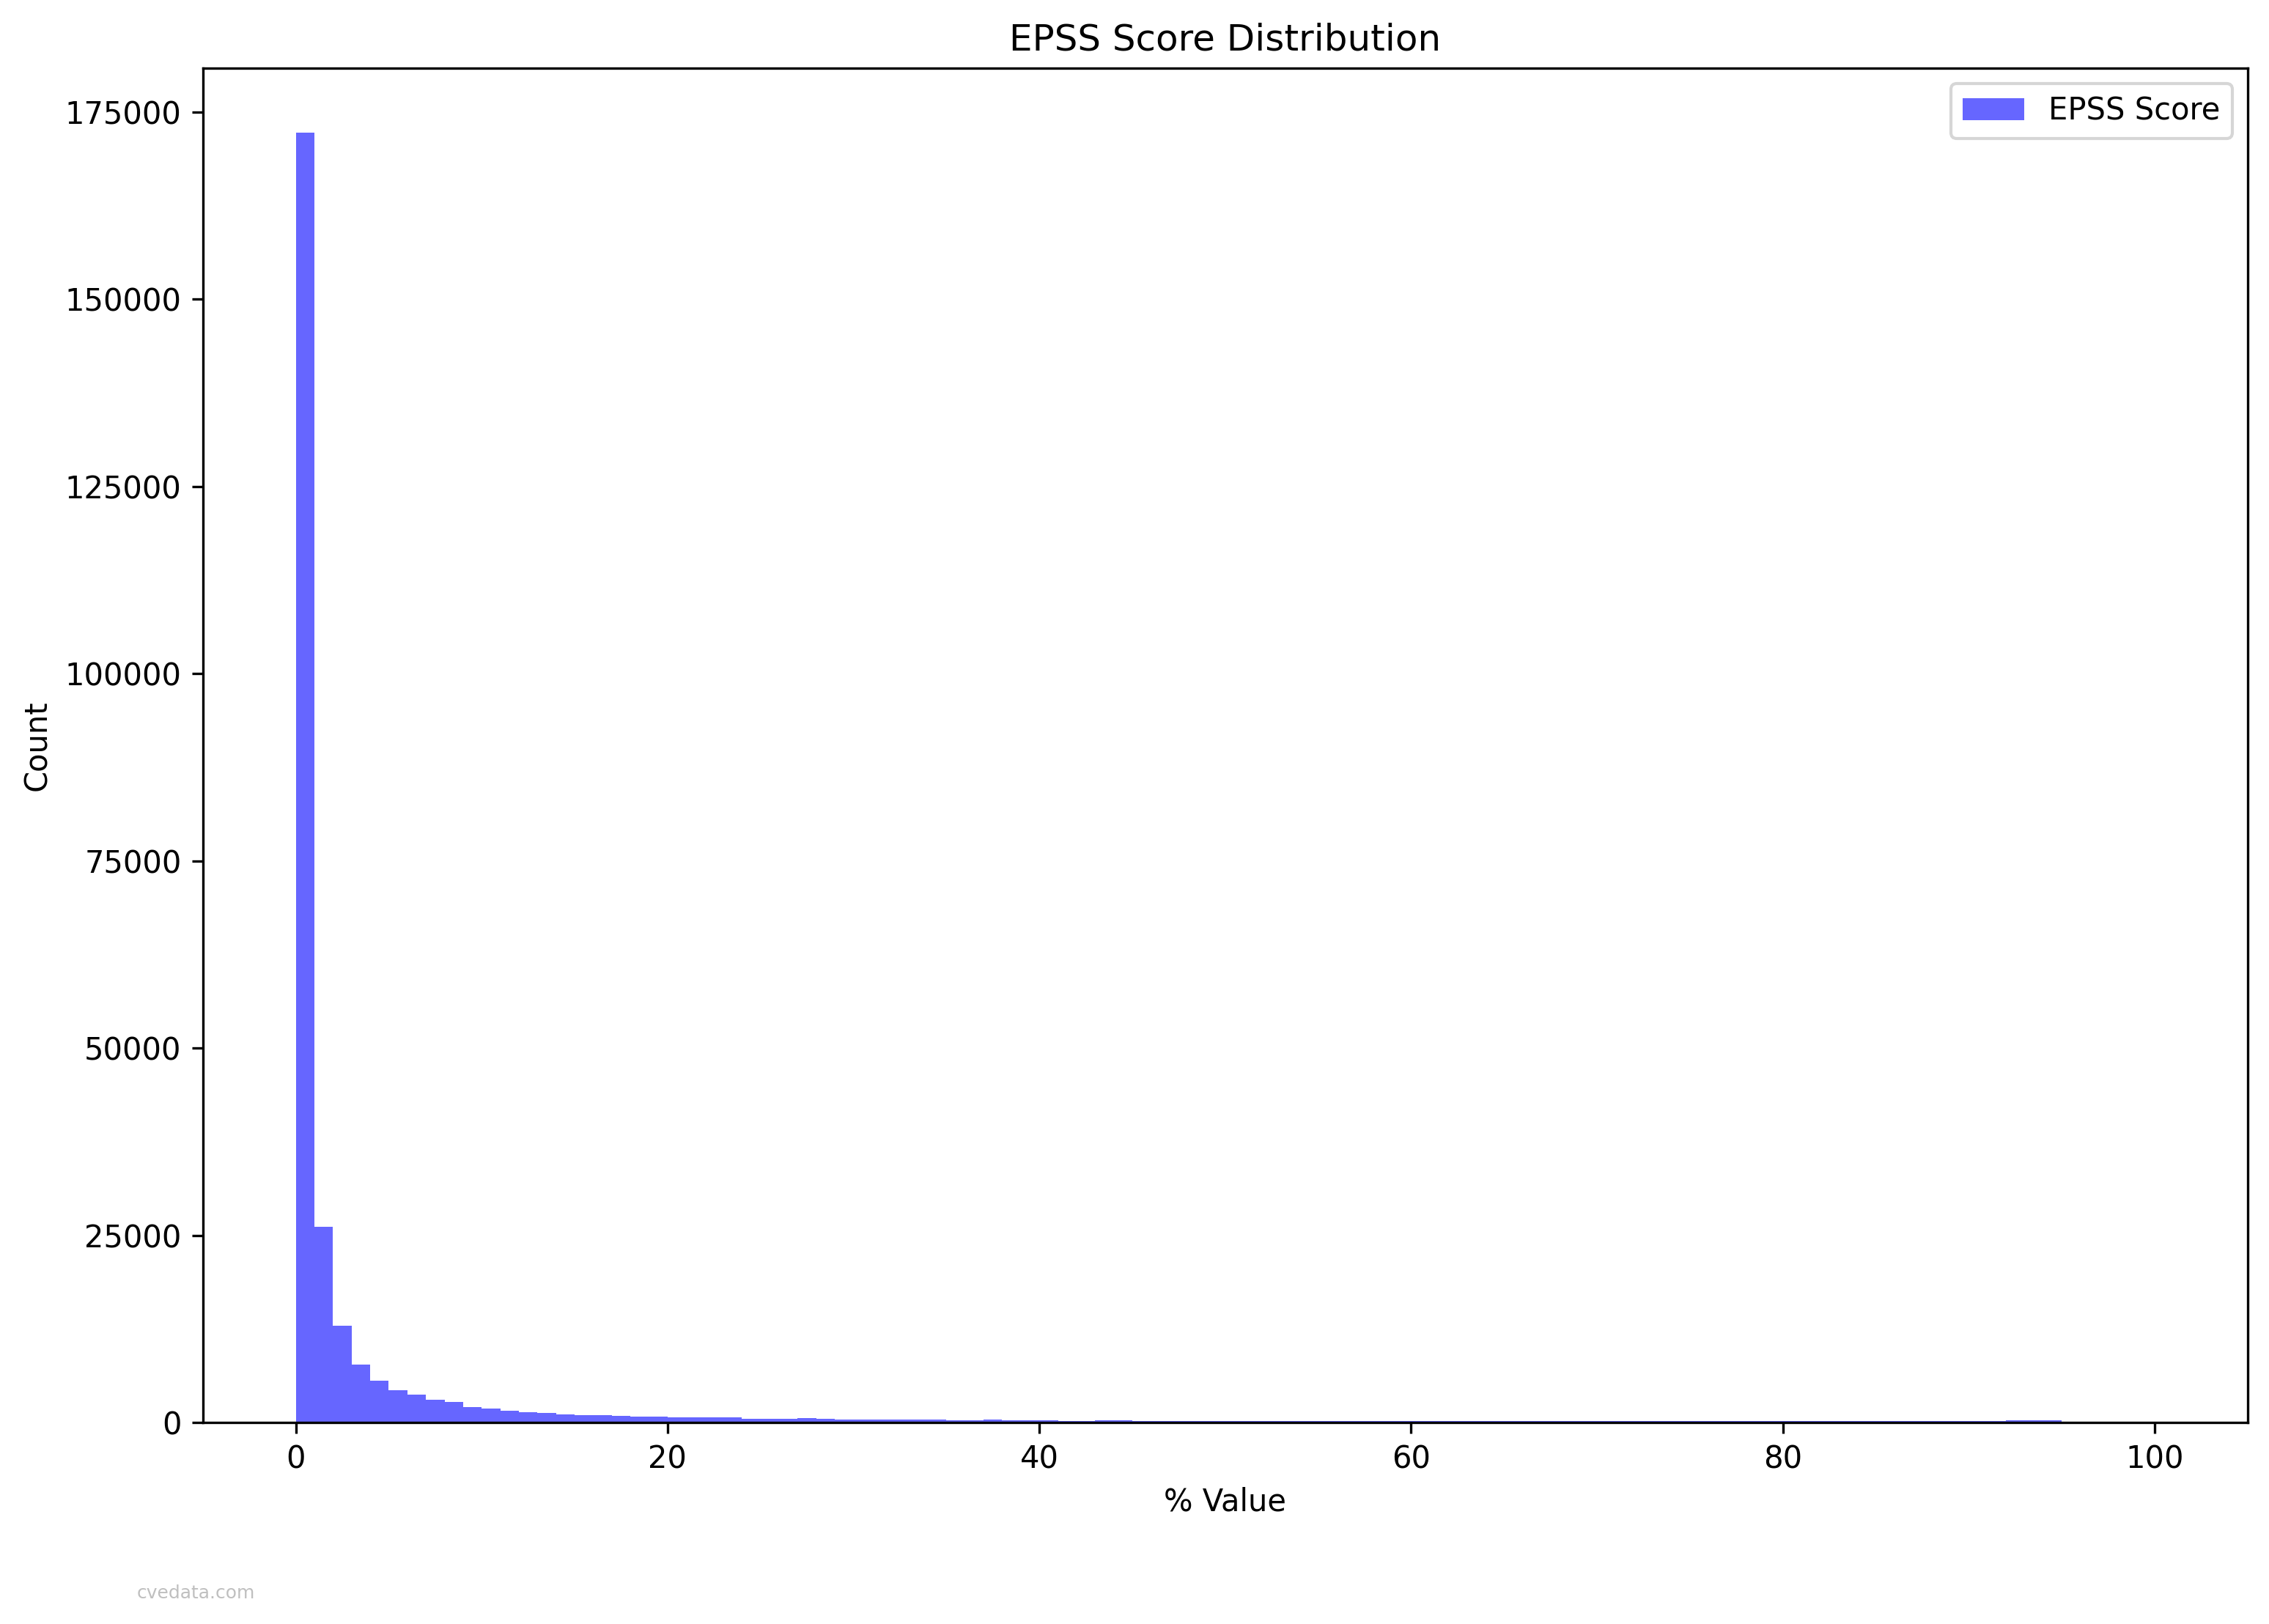 EPSS Score Distribution
EPSS Score
175000
150000
125000
100000
75000
50000
25000
0
Count
0 20 40 60 80 100
% Value
cvedata.com